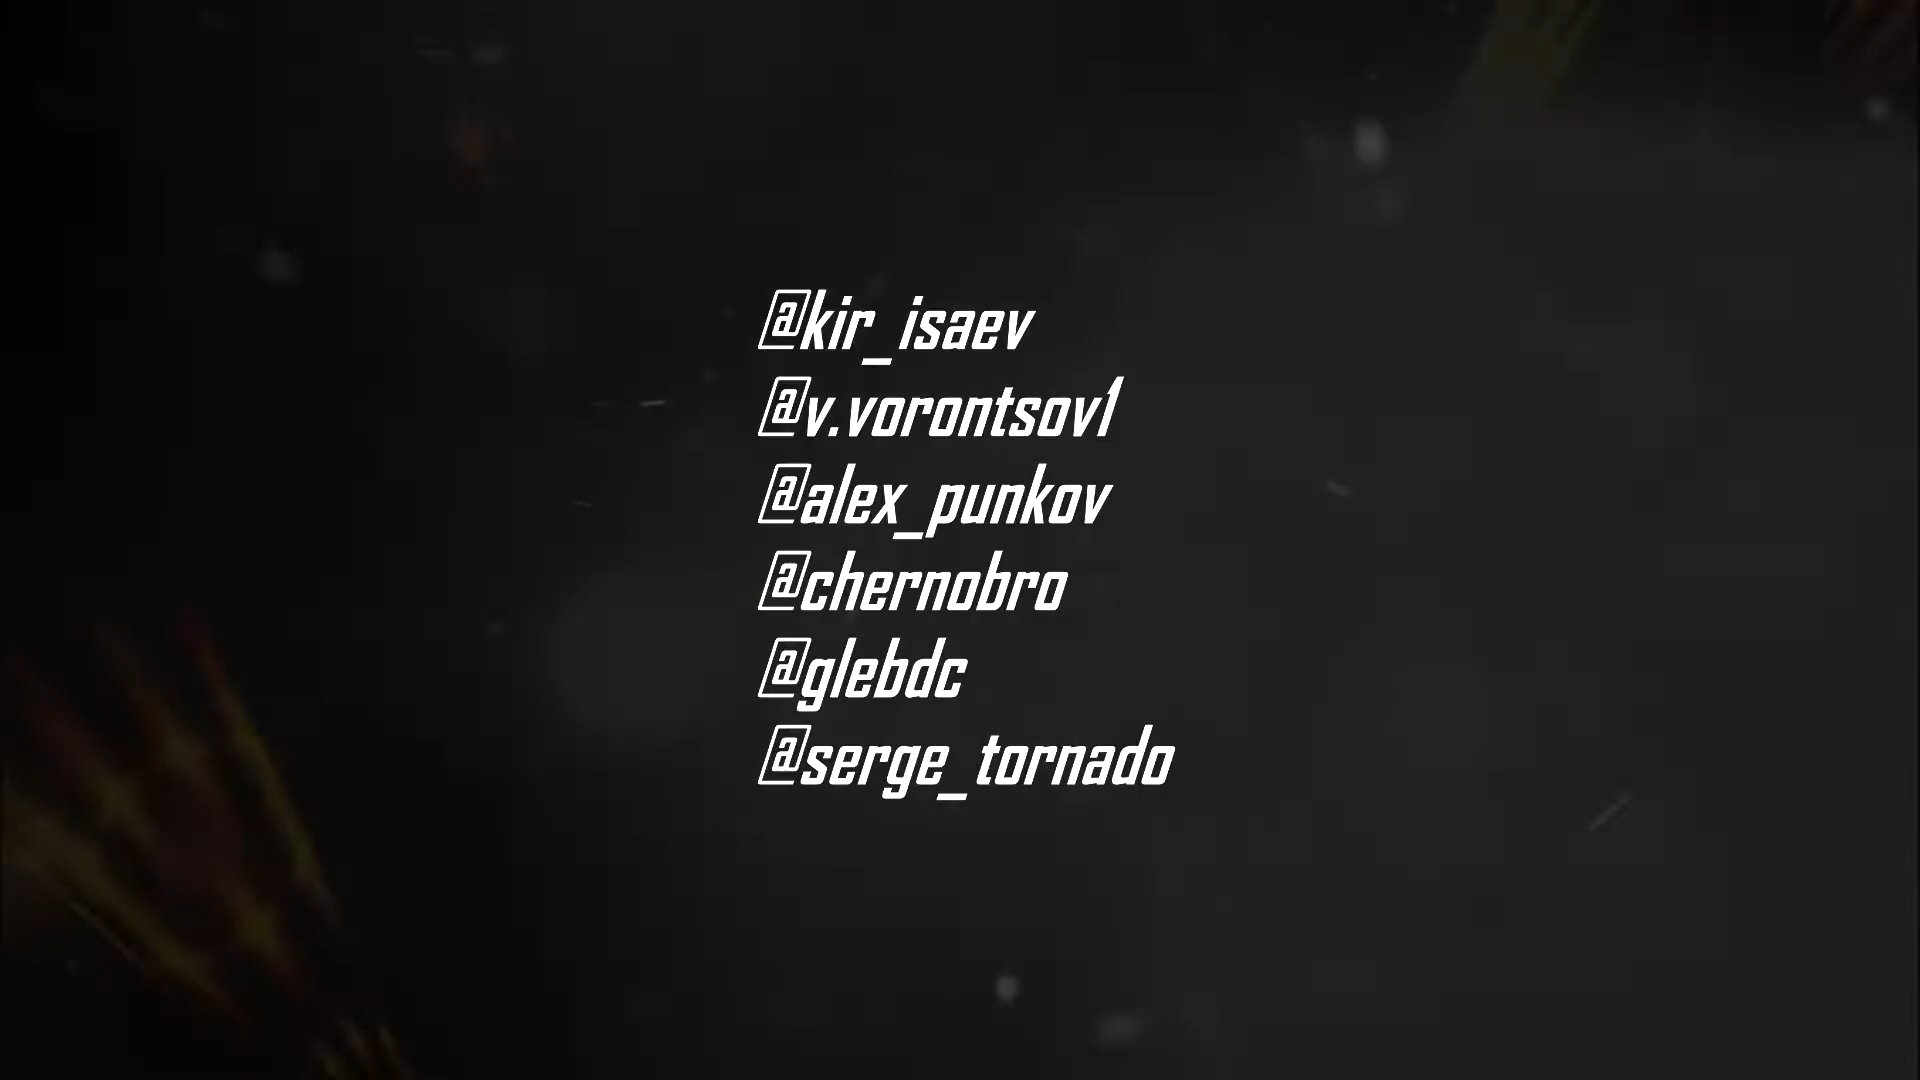 @kir_isaev
@v.vorontsov1
@alex_punkov
@chernobro
@glebdc
@serge_tornado